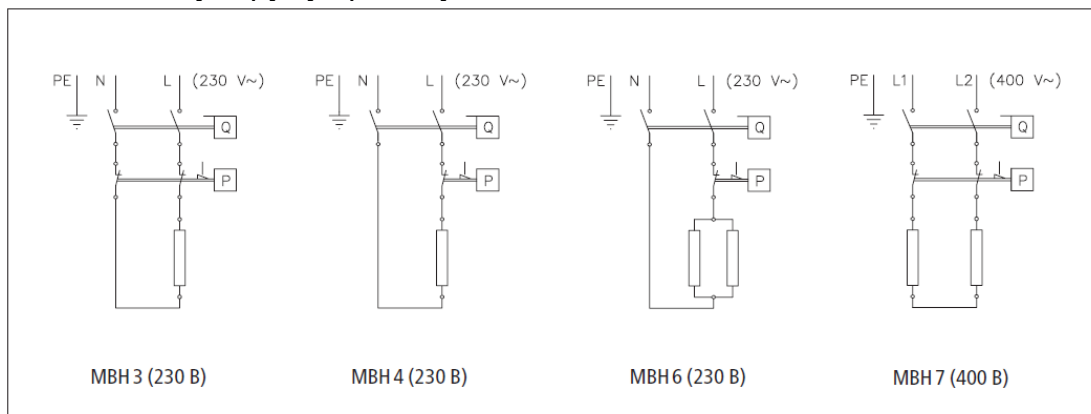 PE N L (230 V~)
Q
P
MBH 3 (230 В)
PE N L (230 V~)
Q
P
MBH 4 (230 В)
PE N L (230 V~)
Q
P
MBH 6 (230 В)
PE L1 L2 (400 V~)
Q
P
MBH 7 (400 В)